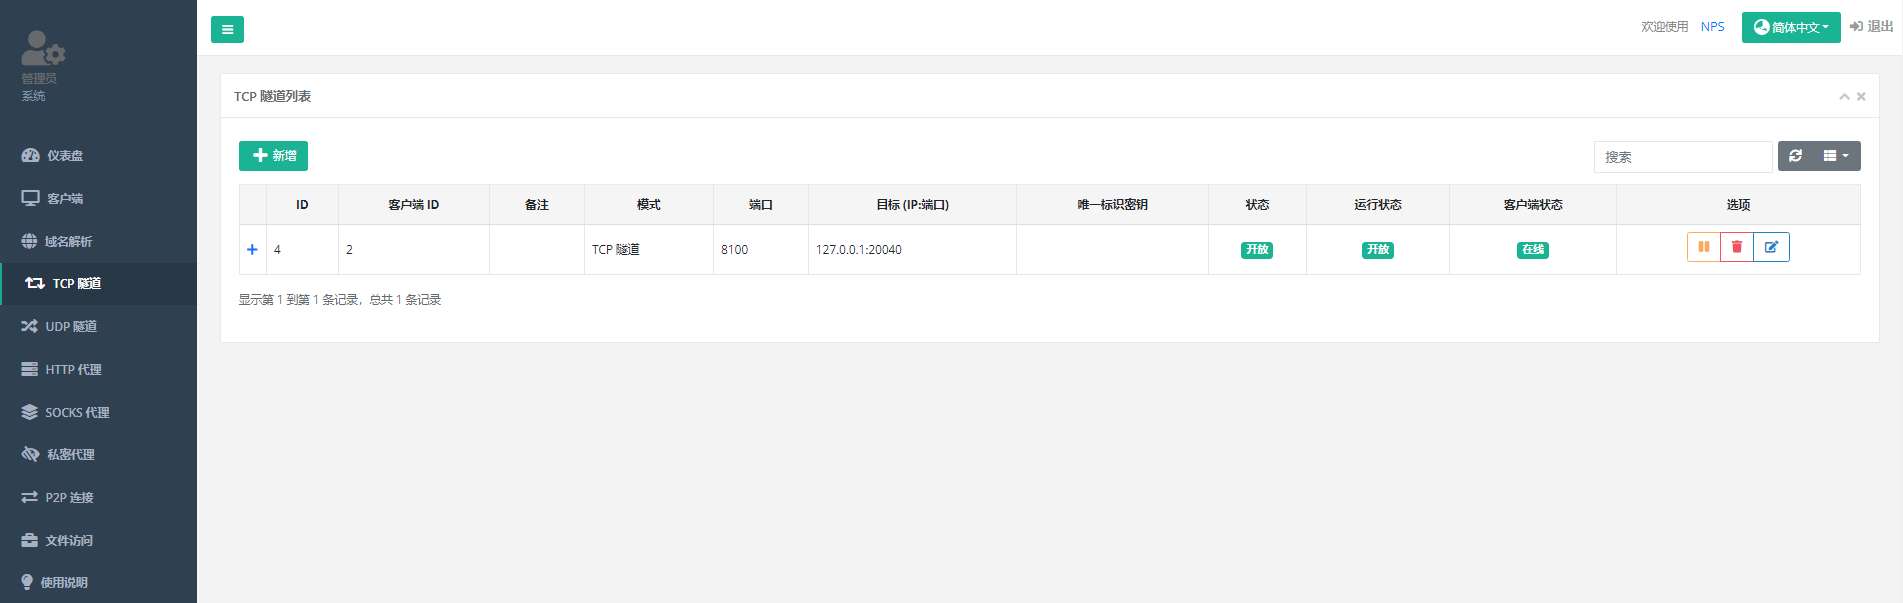 管理员
系统
仪表盘
客户端
域名解析
TCP 隧道
UDP 隧道
HTTP 代理
SOCKS 代理
私密代理
P2P 连接
文件访问
使用说明
欢迎使用 NPS 简体中文 退出
TCP 隧道列表
新增 搜索
ID 客户端 ID 备注 模式 端口 目标 (IP:端口) 唯一标识密钥 状态 运行状态 客户端状态 选项
4 2 TCP 隧道 8100 127.0.0.1:20040 开放 开放 在线
显示第 1 到第 1 条记录，总共 1 条记录